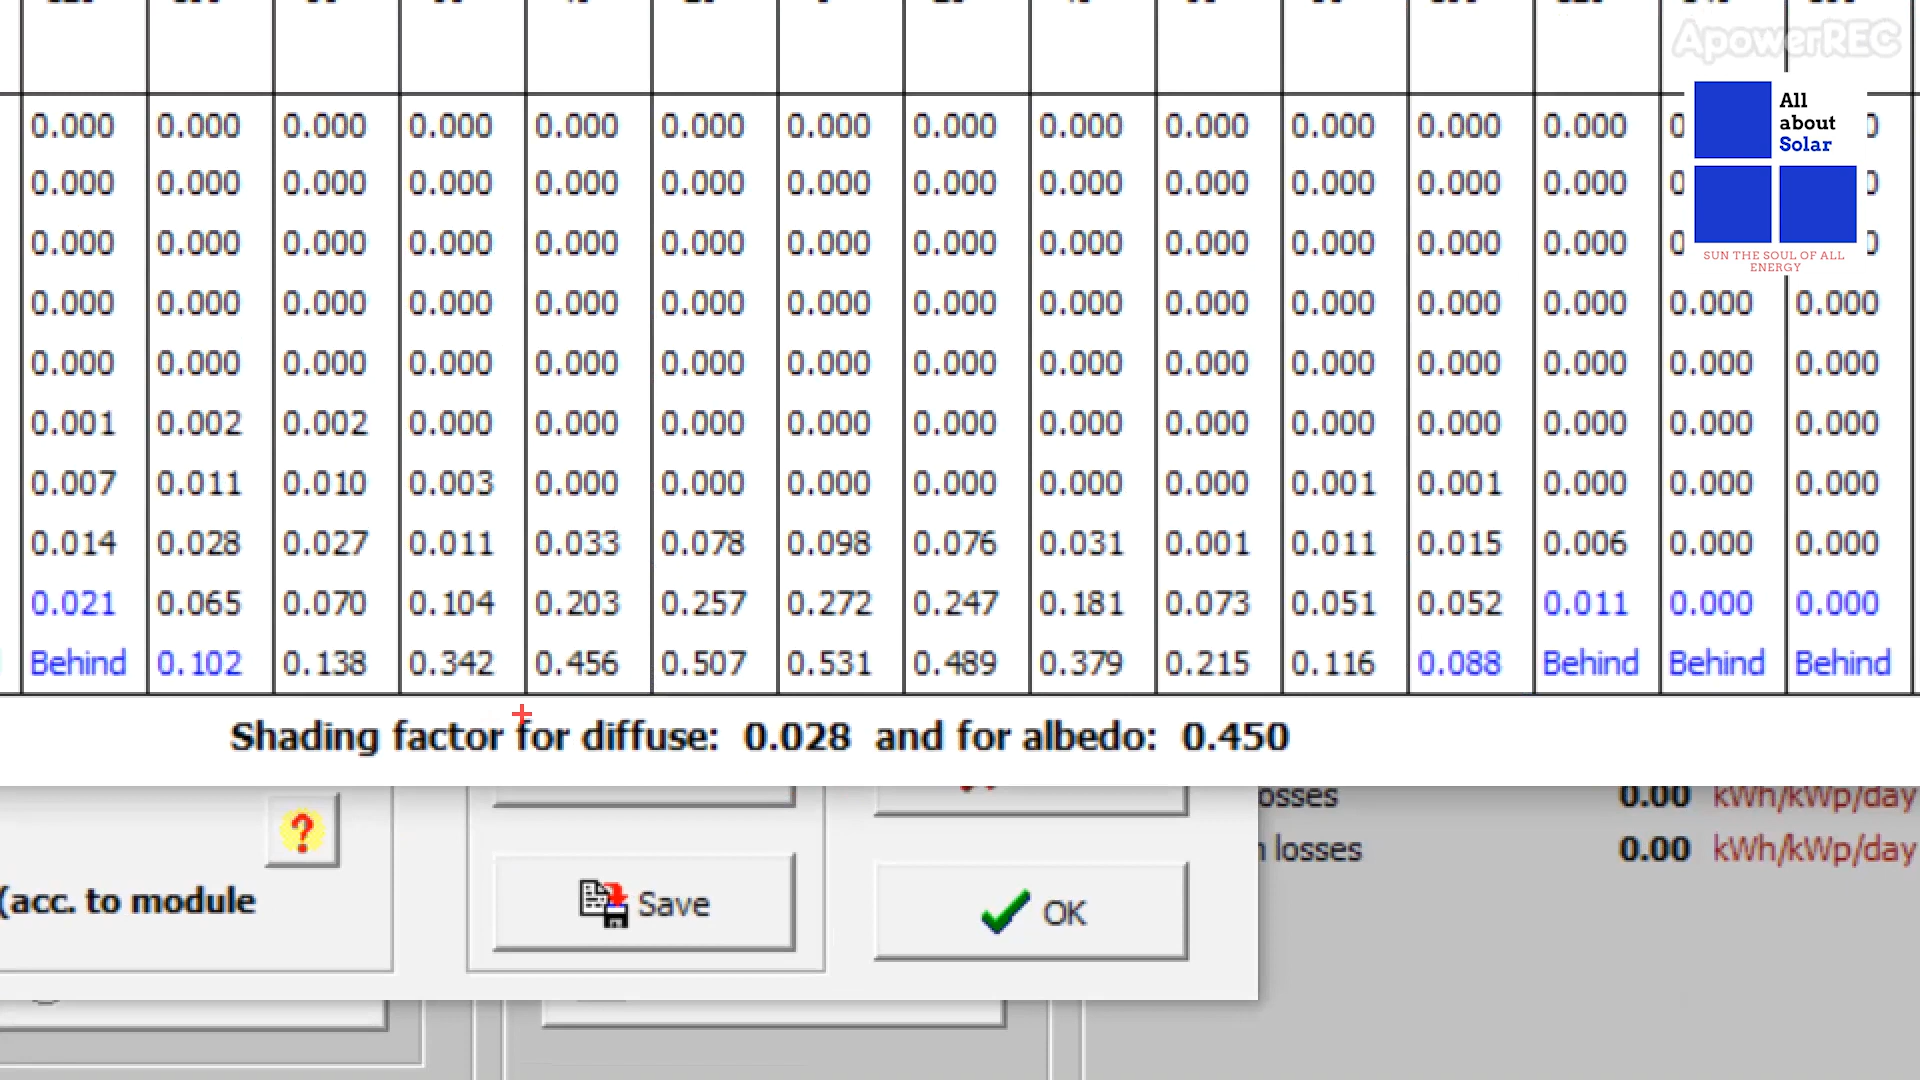 ApowerREC
All
about
Solar
SUN THE SOUL OF ALL
ENERGY
0.000 0.000 0.000 0.000 0.000 0.000 0.000 0.000 0.000 0.000 0.000 0.000 0.000
0.000 0.000 0.000 0.000 0.000 0.000 0.000 0.000 0.000 0.000 0.000 0.000 0.000
0.000 0.000 0.000 0.000 0.000 0.000 0.000 0.000 0.000 0.000 0.000 0.000 0.000
0.000 0.000 0.000 0.000 0.000 0.000 0.000 0.000 0.000 0.000 0.000 0.000 0.000 0.000 0.000
0.000 0.000 0.000 0.000 0.000 0.000 0.000 0.000 0.000 0.000 0.000 0.000 0.000 0.000 0.000
0.001 0.002 0.002 0.000 0.000 0.000 0.000 0.000 0.000 0.000 0.000 0.000 0.000 0.000 0.000
0.007 0.011 0.010 0.003 0.000 0.000 0.000 0.000 0.000 0.000 0.001 0.001 0.000 0.000 0.000
0.014 0.028 0.027 0.011 0.033 0.078 0.098 0.076 0.031 0.001 0.011 0.015 0.006 0.000 0.000
0.021 0.065 0.070 0.104 0.203 0.257 0.272 0.247 0.181 0.073 0.051 0.052 0.011 0.000 0.000
Behind 0.102 0.138 0.342 0.456 0.507 0.531 0.489 0.379 0.215 0.116 0.088 Behind Behind Behind
Shading factor for diffuse: 0.028 and for albedo: 0.450
osses 0.00 kWh/kWp/day
losses 0.00 kWh/kWp/day
(acc. to module
Save
OK